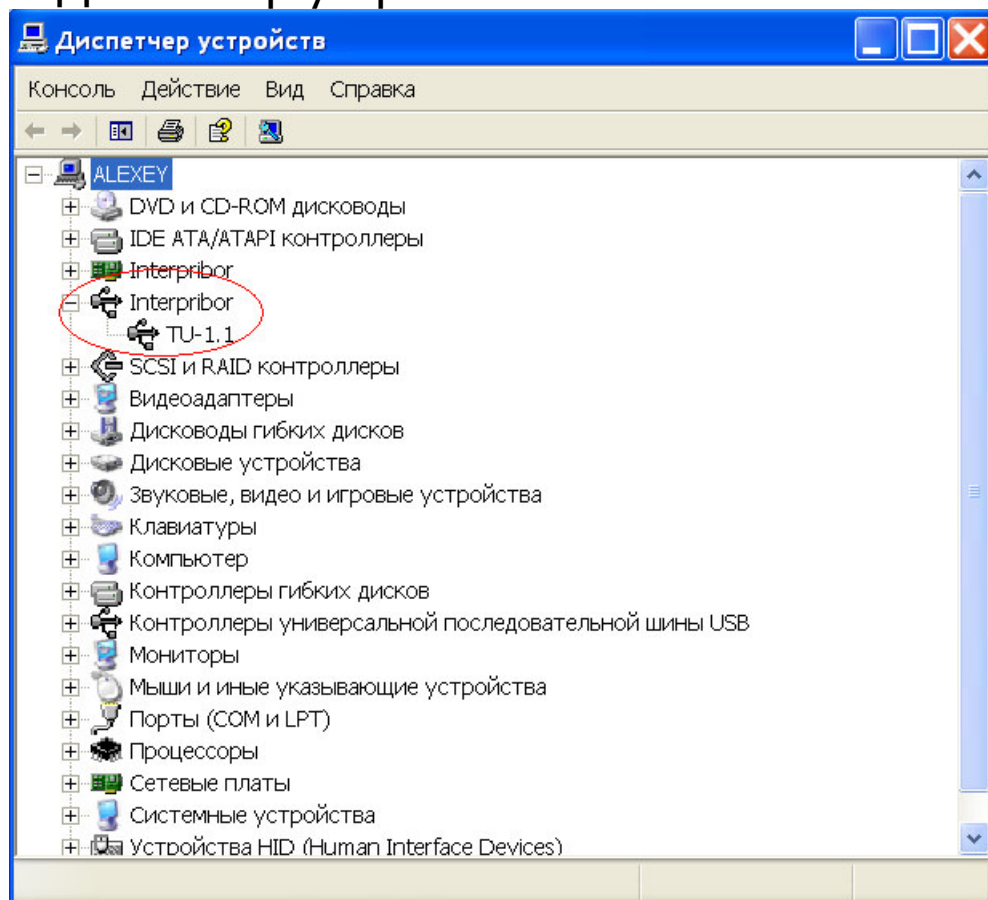 Диспетчер устройств
Консоль Действие Вид Справка
ALEXEY
DVD и CD-ROM дисководы
IDE ATA/ATAPI контроллеры
Interpribor
Interpribor
TU-1.1
SCSI и RAID контроллеры
Видеоадаптеры
Дисководы гибких дисков
Дисковые устройства
Звуковые, видео и игровые устройства
Клавиатуры
Компьютер
Контроллеры гибких дисков
Контроллеры универсальной последовательной шины USB
Мониторы
Мыши и иные указывающие устройства
Порты (COM и LPT)
Процессоры
Сетевые платы
Системные устройства
Устройства HID (Human Interface Devices)